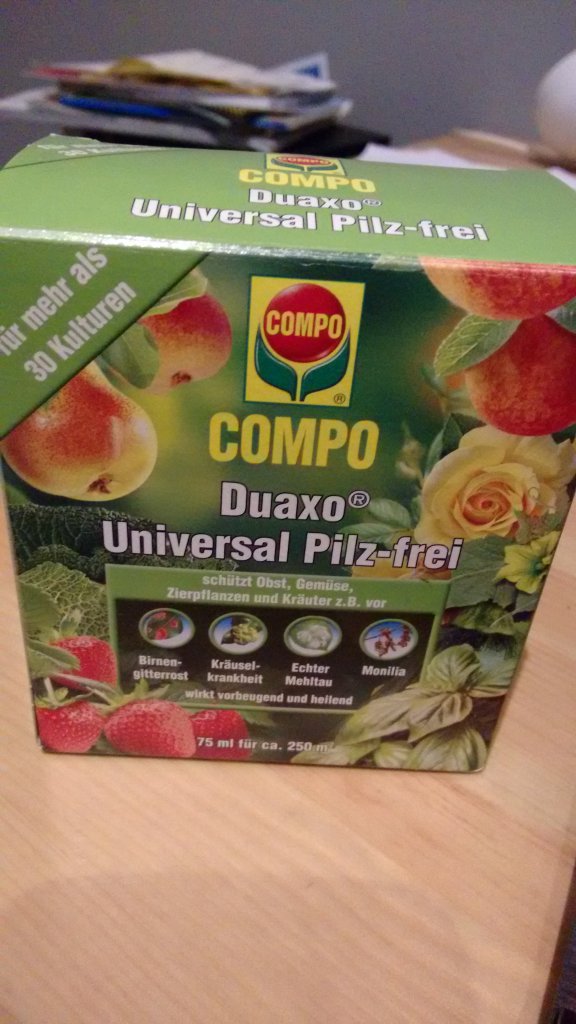 COMPO
COMPO
Duaxo®
Universal Pilz-frei
für mehr als
30 Kulturen
COMPO
®
COMPO
Duaxo®
Universal Pilz-frei
schützt Obst, Gemüse,
Zierpflanzen und Kräuter z.B. vor
Birnen-
gitterrost
Kräusel-
krankheit
Echter
Mehltau
Monilia
wirkt vorbeugend und heilend
75 ml für ca. 250 m²